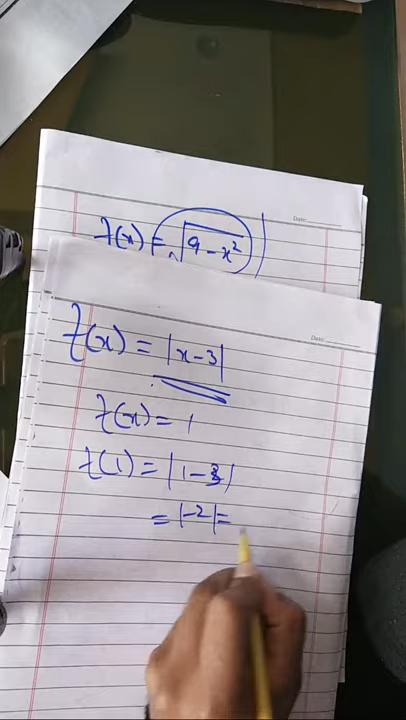 Date:
f(x) = √9-x²
Date:
f(x) = |x-3|
f(x) = 1
f(1) = |1-3|
= |-2| =